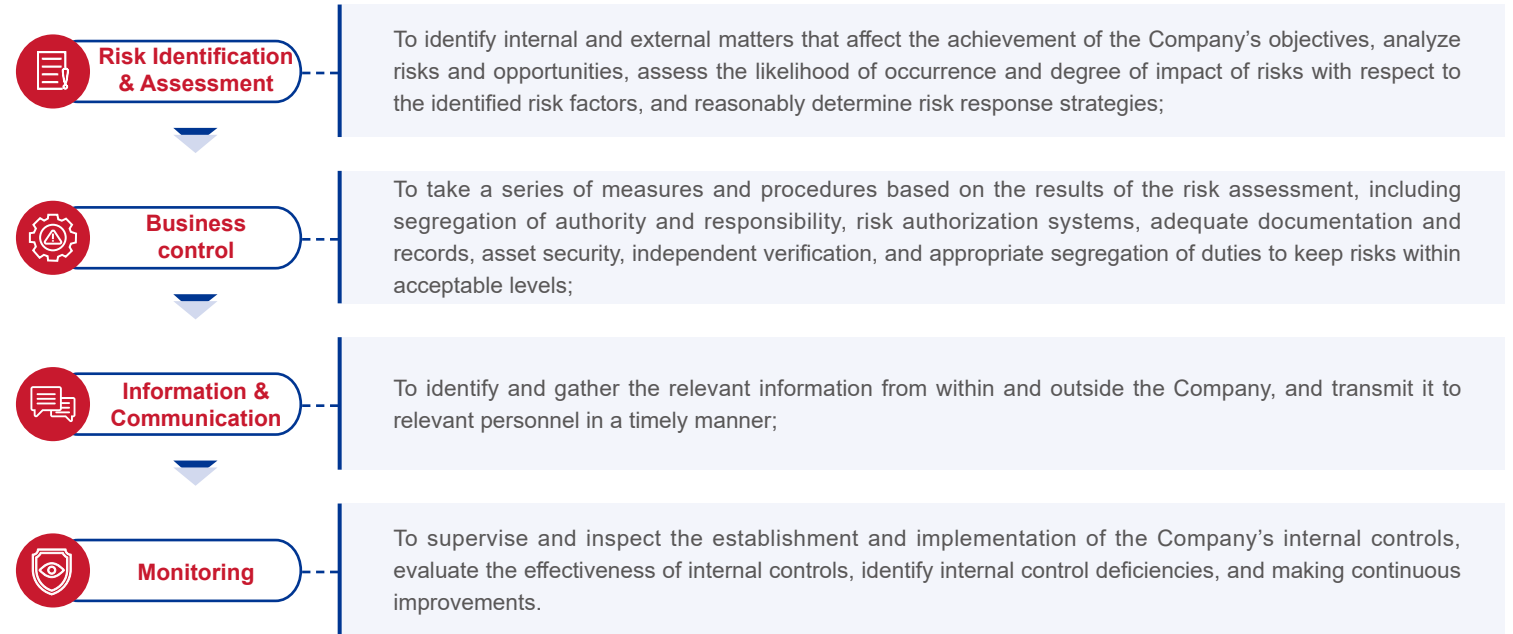 Risk Identification
& Assessment
To identify internal and external matters that affect the achievement of the Company's objectives, analyze
risks and opportunities, assess the likelihood of occurrence and degree of impact of risks with respect to
the identified risk factors, and reasonably determine risk response strategies;
Business
control
To take a series of measures and procedures based on the results of the risk assessment, including
segregation of authority and responsibility, risk authorization systems, adequate documentation and
records, asset security, independent verification, and appropriate segregation of duties to keep risks within
acceptable levels;
Information &
Communication
To identify and gather the relevant information from within and outside the Company, and transmit it to
relevant personnel in a timely manner;
Monitoring
To supervise and inspect the establishment and implementation of the Company's internal controls,
evaluate the effectiveness of internal controls, identify internal control deficiencies, and making continuous
improvements.